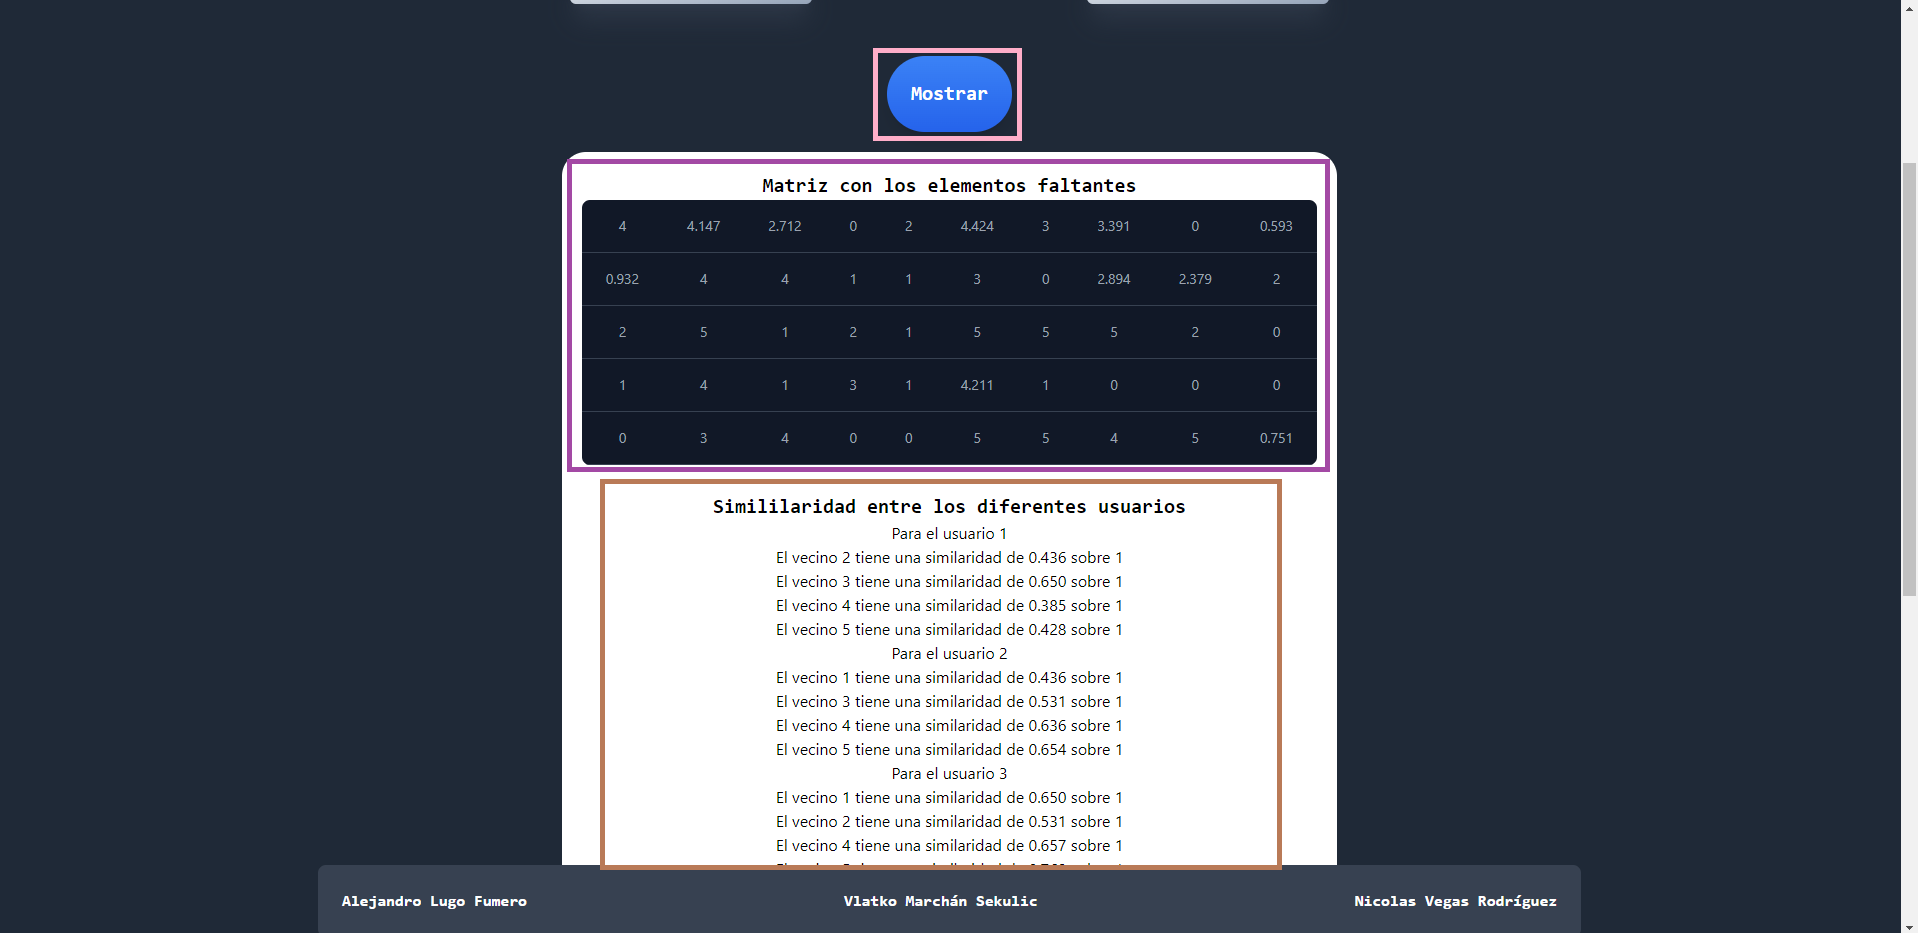 Mostrar
Matriz con los elementos faltantes
4 4.147 2.712 0 2 4.424 3 3.391 0 0.593
0.932 4 4 1 1 3 0 2.894 2.379 2
2 5 1 2 1 5 5 5 2 0
1 4 1 3 1 4.211 1 0 0 0
0 3 4 0 0 5 5 4 5 0.751
Simililaridad entre los diferentes usuarios
Para el usuario 1
El vecino 2 tiene una similaridad de 0.436 sobre 1
El vecino 3 tiene una similaridad de 0.650 sobre 1
El vecino 4 tiene una similaridad de 0.385 sobre 1
El vecino 5 tiene una similaridad de 0.428 sobre 1
Para el usuario 2
El vecino 1 tiene una similaridad de 0.436 sobre 1
El vecino 3 tiene una similaridad de 0.531 sobre 1
El vecino 4 tiene una similaridad de 0.636 sobre 1
El vecino 5 tiene una similaridad de 0.654 sobre 1
Para el usuario 3
El vecino 1 tiene una similaridad de 0.650 sobre 1
El vecino 2 tiene una similaridad de 0.531 sobre 1
El vecino 4 tiene una similaridad de 0.657 sobre 1
Alejandro Lugo Fumero
Vlatko Marchán Sekulic
Nicolas Vegas Rodríguez